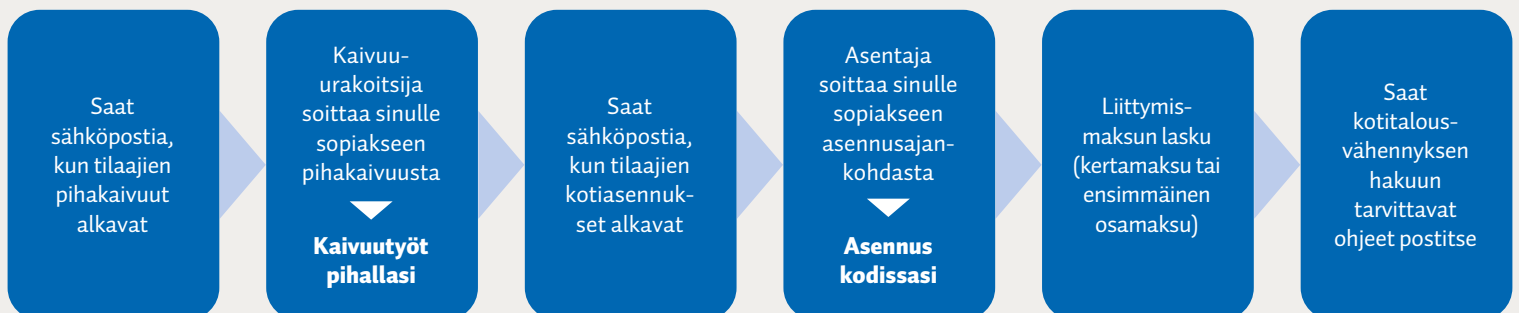 Saat
sähköpostia,
kun tilaajien
pihakaivuut
alkavat
Kaivuu-
urakoitsija
soittaa sinulle
sopiakseen
pihakaivuusta
Kaivuutyöt
pihallasi
Saat
sähköpostia,
kun tilaajien
kotiasennuk-
set alkavat
Asentaja
soittaa sinulle
sopiakseen
asennusajan-
kohdasta
Asennus
kodissasi
Liittymis-
maksun lasku
(kertamaksu tai
ensimmäinen
osamaksu)
Saat
kotitalous-
vähennyksen
hakuun
tarvittavat
ohjeet postitse